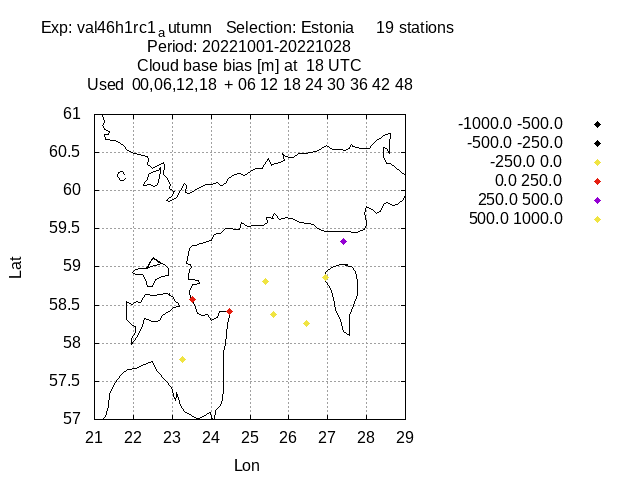 Exp: val46h1rc1autumn Selection: Estonia 19 stations
Period: 20221001-20221028
Cloud base bias [m] at 18 UTC
Used 00,06,12,18 + 06 12 18 24 30 36 42 48
-1000.0 -500.0
-500.0 -250.0
-250.0 0.0
0.0 250.0
250.0 500.0
500.0 1000.0
61
60.5
60
59.5
59
58.5
58
57.5
57
Lat
21 22 23 24 25 26 27 28 29
Lon